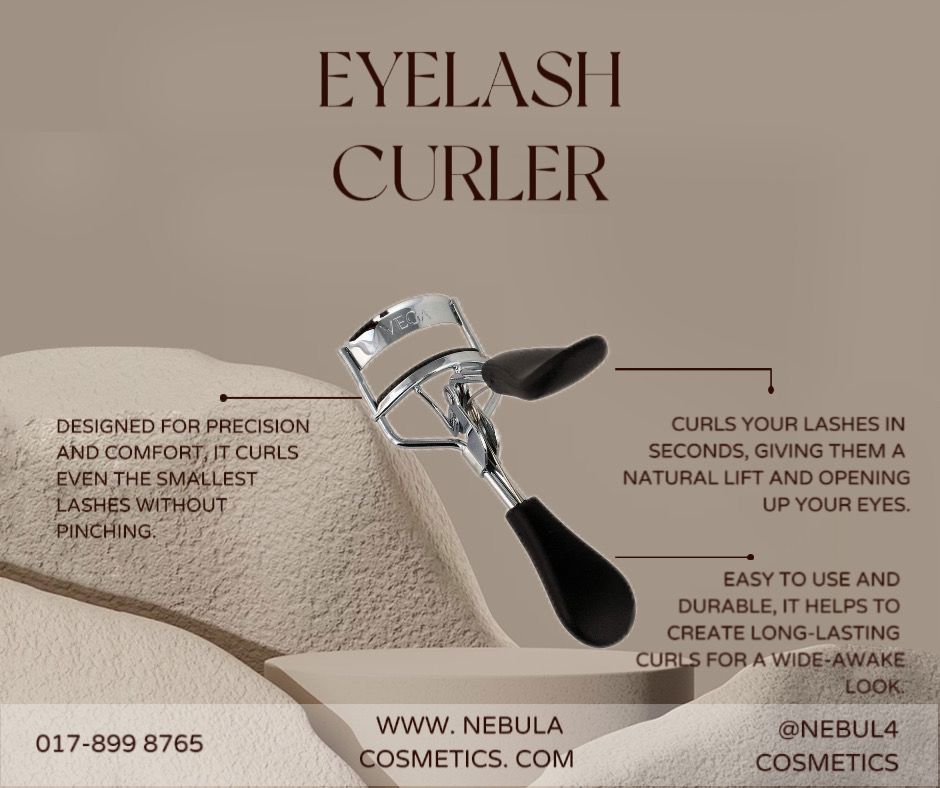 EYELASH
CURLER
VEGA
DESIGNED FOR PRECISION
AND COMFORT, IT CURLS
EVEN THE SMALLEST
LASHES WITHOUT
PINCHING.
CURLS YOUR LASHES IN
SECONDS, GIVING THEM A
NATURAL LIFT AND OPENING
UP YOUR EYES.
EASY TO USE AND
DURABLE, IT HELPS TO
CREATE LONG-LASTING
CURLS FOR A WIDE-AWAKE
LOOK.
017-899 8765
WWW. NEBULA
COSMETICS. COM
@NEBUL4
COSMETICS